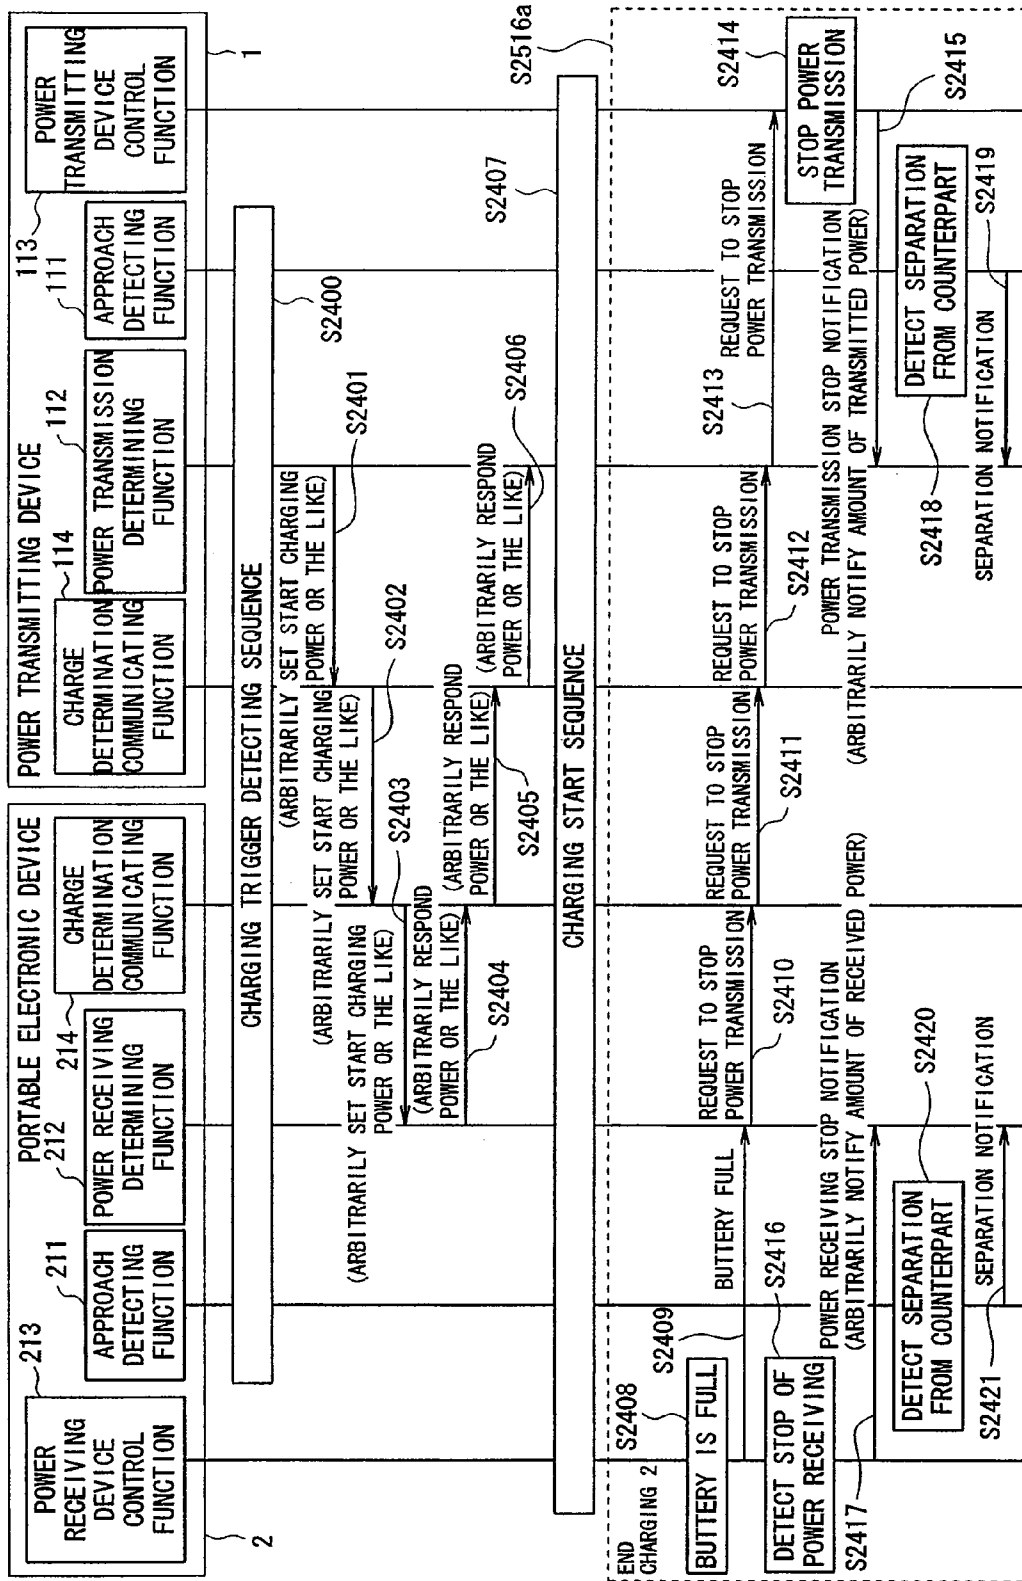 PORTABLE ELECTRONIC DEVICE
POWER
RECEIVING
DEVICE
CONTROL
FUNCTION
213
APPROACH
DETECTING
FUNCTION
211
POWER RECEIVING
DETERMINING
FUNCTION
212
CHARGE
DETERMINATION
COMMUNICATING
FUNCTION
214
2
POWER TRANSMITTING DEVICE
CHARGE
DETERMINATION
COMMUNICATING
FUNCTION
114
POWER TRANSMISSION
DETERMINING
FUNCTION
112
APPROACH
DETECTING
FUNCTION
111
POWER
TRANSMITTING
DEVICE
CONTROL
FUNCTION
113
1
CHARGING TRIGGER DETECTING SEQUENCE
S2400
(ARBITRARILY SET START CHARGING
POWER OR THE LIKE)
S2401
(ARBITRARILY SET START CHARGING
POWER OR THE LIKE)
S2402
(ARBITRARILY SET START CHARGING
POWER OR THE LIKE)
S2403
(ARBITRARILY RESPOND
POWER OR THE LIKE)
S2404
(ARBITRARILY RESPOND
POWER OR THE LIKE)
S2405
(ARBITRARILY RESPOND
POWER OR THE LIKE)
S2406
CHARGING START SEQUENCE
S2407
S2516a
END
CHARGING 2
S2408
BUTTERY IS FULL
S2409
BUTTERY FULL
REQUEST TO STOP
POWER TRANSMISSION
S2410
REQUEST TO STOP
POWER TRANSMISSION
S2411
REQUEST TO STOP
POWER TRANSMISSION
S2412
S2413
REQUEST TO STOP
POWER TRANSMISSION
S2414
STOP POWER
TRANSMISSION
POWER TRANSMISSION STOP NOTIFICATION
(ARBITRARILY NOTIFY AMOUNT OF TRANSMITTED POWER)
S2415
DETECT STOP OF
POWER RECEIVING
S2416
POWER RECEIVING STOP NOTIFICATION
(ARBITRARILY NOTIFY AMOUNT OF RECEIVED POWER)
S2417
DETECT SEPARATION
FROM COUNTERPART
S2418
SEPARATION NOTIFICATION
S2419
DETECT SEPARATION
FROM COUNTERPART
S2420
SEPARATION NOTIFICATION
S2421